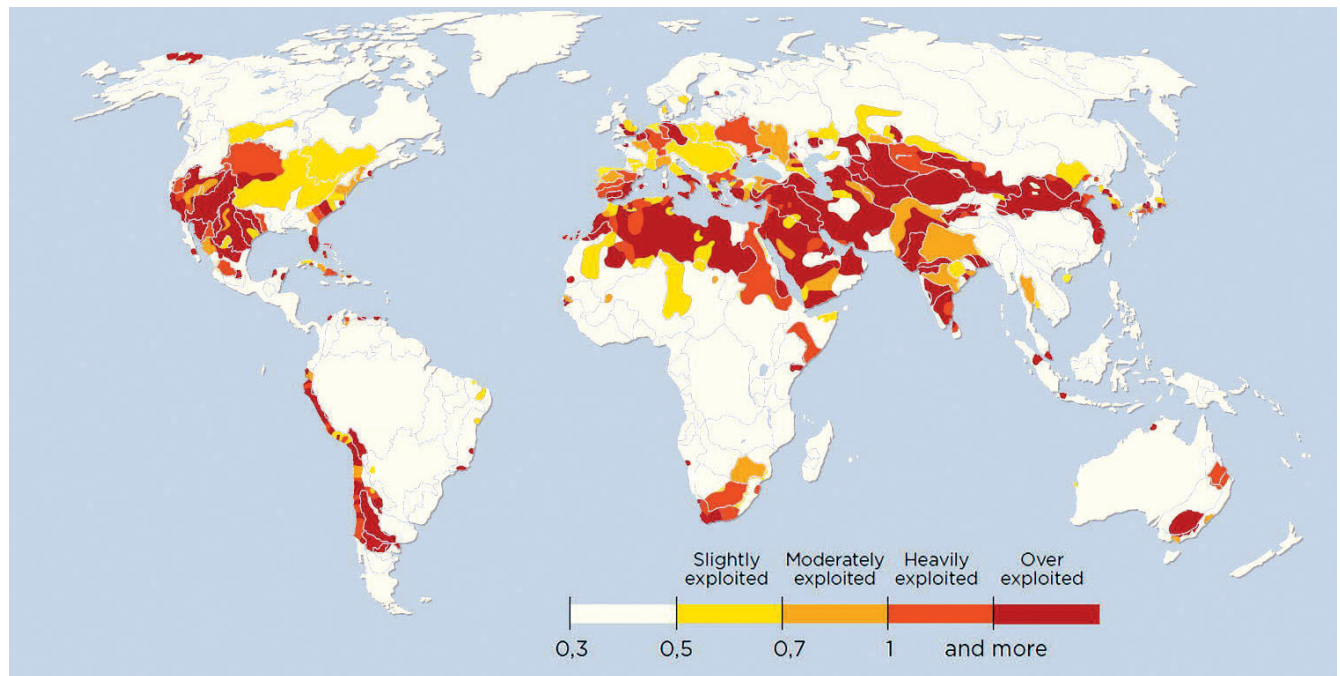 Slightly exploited
Moderately exploited
Heavily exploited
Over exploited
0,3
0,5
0,7
1
and more